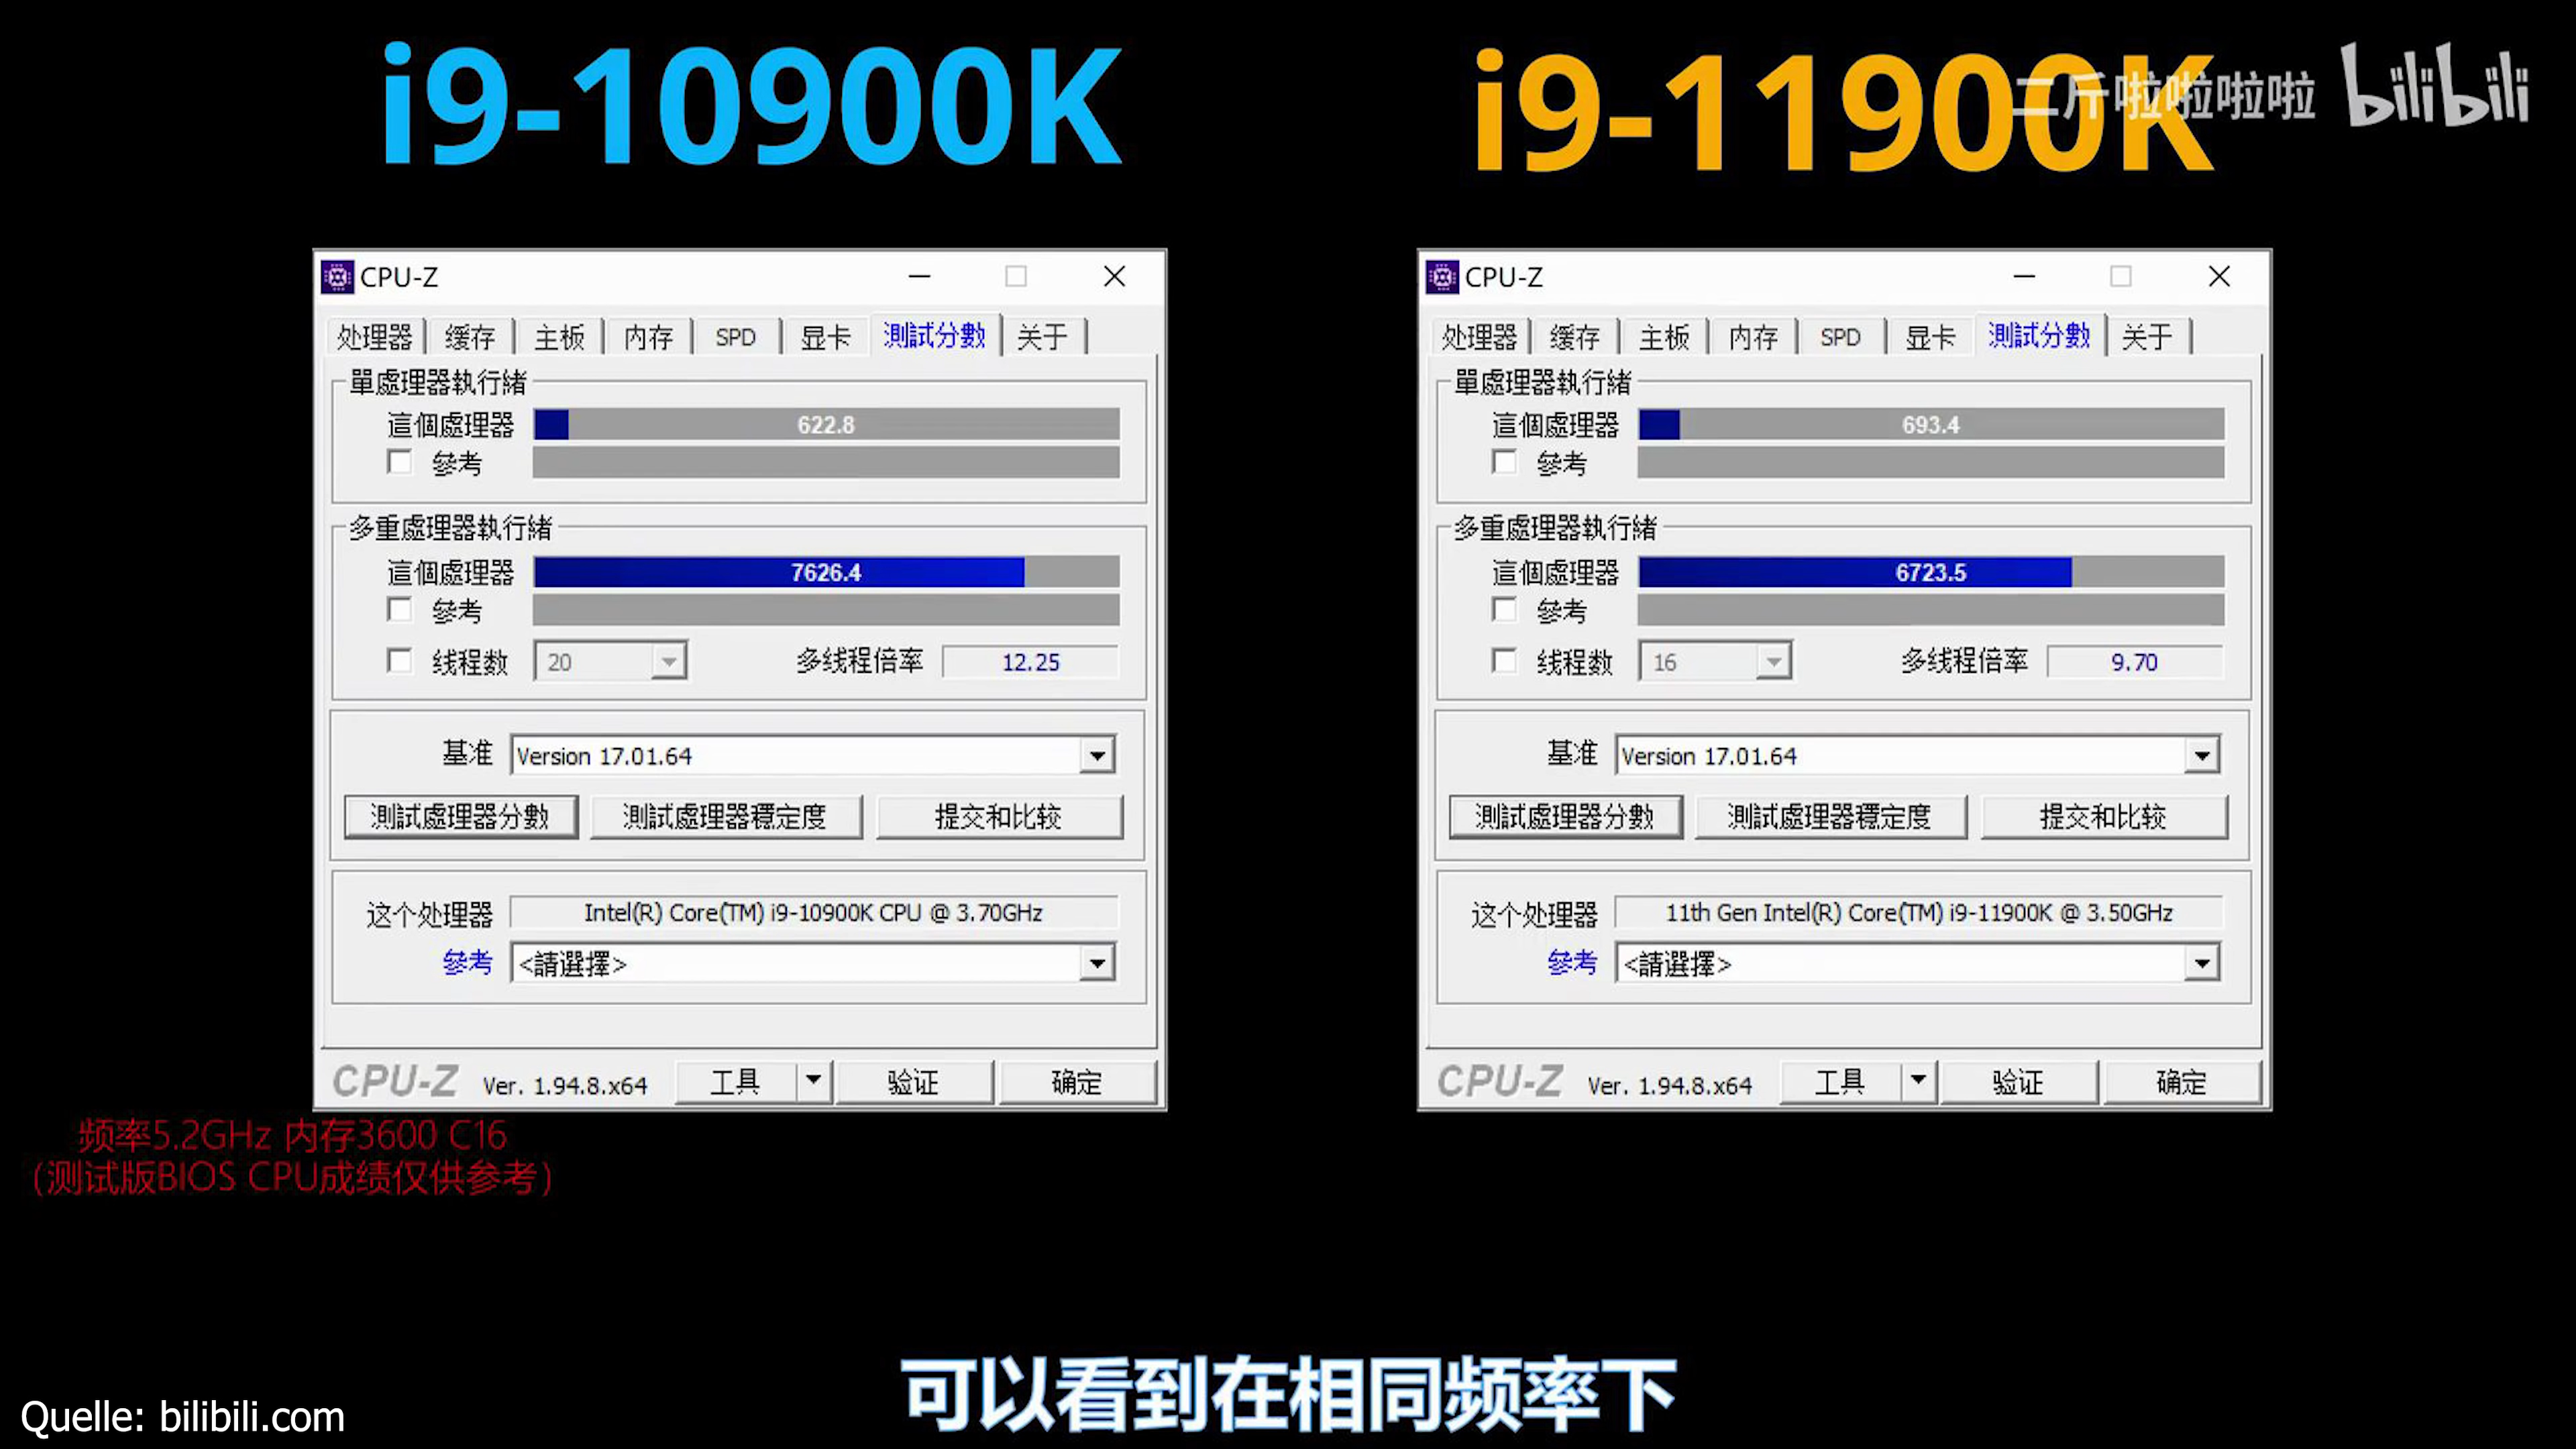 i9-10900K
i9-11900K
二斤啦啦啦啦 bilibili
CPU-Z
处理器 缓存 主板 内存 SPD 显卡 測試分數 关于
單處理器執行緒
這個處理器 622.8
參考
多重處理器執行緒
這個處理器 7626.4
參考
线程数 20 多线程倍率 12.25
基准 Version 17.01.64
測試處理器分數 測試處理器穩定度 提交和比较
这个处理器 Intel(R) Core(TM) i9-10900K CPU @ 3.70GHz
參考 <請選擇>
CPU-Z Ver. 1.94.8.x64 工具 验证 确定
CPU-Z
处理器 缓存 主板 内存 SPD 显卡 測試分數 关于
單處理器執行緒
這個處理器 693.4
參考
多重處理器執行緒
這個處理器 6723.5
參考
线程数 16 多线程倍率 9.70
基准 Version 17.01.64
測試處理器分數 測試處理器穩定度 提交和比较
这个处理器 11th Gen Intel(R) Core(TM) i9-11900K @ 3.50GHz
參考 <請選擇>
CPU-Z Ver. 1.94.8.x64 工具 验证 确定
频率5.2GHz 内存3600 C16
（测试版BIOS CPU成绩仅供参考）
可以看到在相同频率下
Quelle: bilibili.com